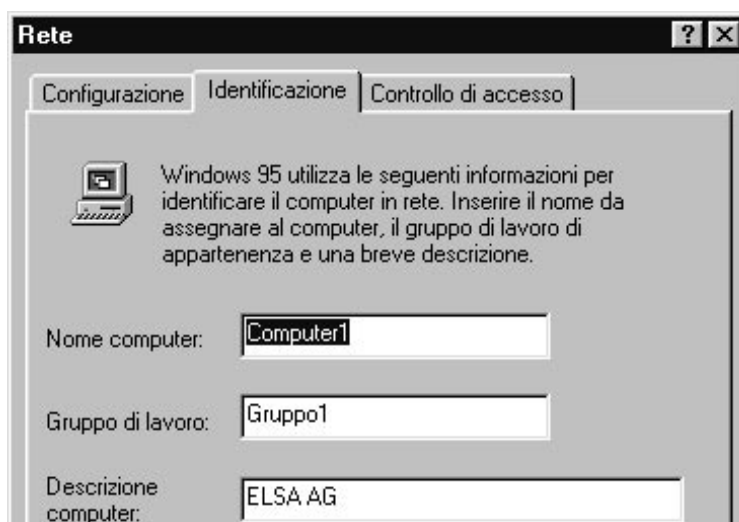 Rete
Configurazione
Identificazione
Controllo di accesso
Windows 95 utilizza le seguenti informazioni per
identificare il computer in rete. Inserire il nome da
assegnare al computer, il gruppo di lavoro di
appartenenza e una breve descrizione.
Nome computer:
Computer1
Gruppo di lavoro:
Gruppo1
Descrizione
computer:
ELSA AG